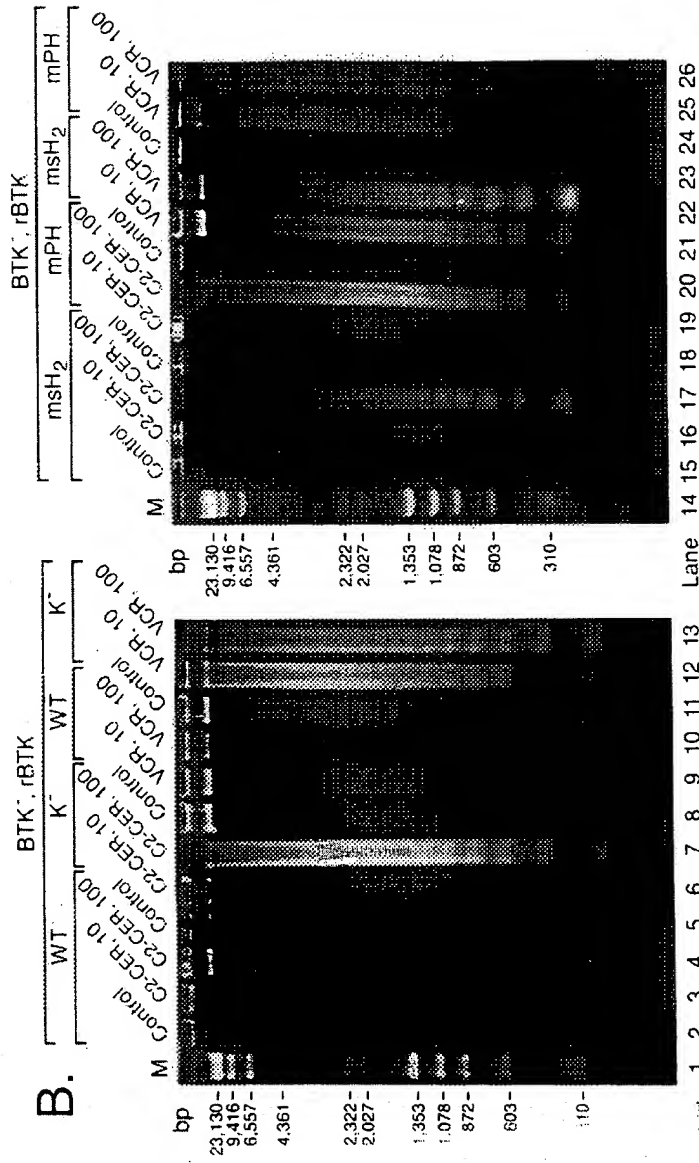 B.
BTK⁻, rBTK
WT K⁻ WT K⁻
M Control C2-CER, 10 C2-CER, 100 Control C2-CER, 10 C2-CER, 100 Control VCR, 10 VCR, 100 Control VCR, 10 VCR, 100
bp
23,130
9,416
6,557
4,361
2,322
2,027
1,353
1,078
872
603
110
1 2 3 4 5 6 7 8 9 10 11 12 13
BTK⁻, rBTK
msH₂ mPH msH₂ mPH
M Control C2-CER, 10 C2-CER, 100 Control C2-CER, 10 C2-CER, 100 Control VCR, 10 VCR, 100 Control VCR, 10 VCR, 100
bp
23,130
9,416
6,557
4,361
2,322
2,027
1,353
1,078
872
603
310
Lane 14 15 16 17 18 19 20 21 22 23 24 25 26